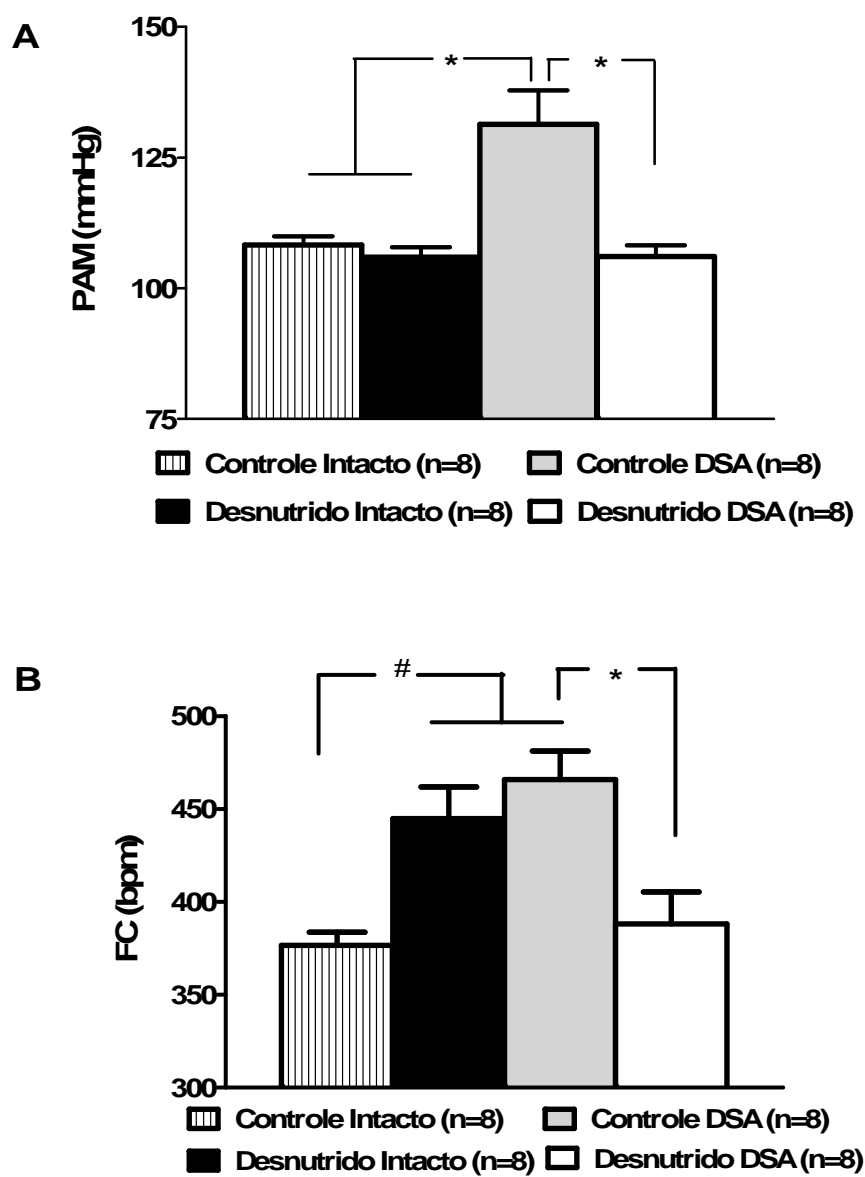 A
150
125
100
75
PAM (mmHg)
* *
Controle Intacto (n=8) Controle DSA (n=8)
Desnutrido Intacto (n=8) Desnutrido DSA (n=8)
B
# *
500
450
400
350
300
FC (bpm)
Controle Intacto (n=8) Controle DSA (n=8)
Desnutrido Intacto (n=8) Desnutrido DSA (n=8)